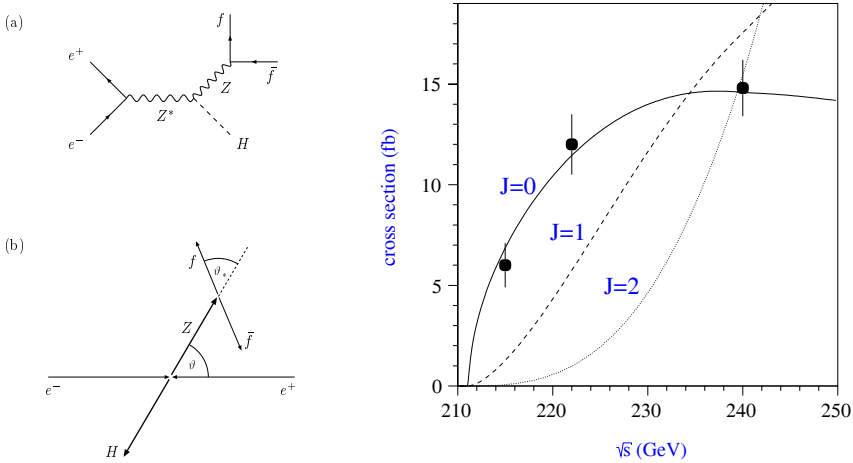 (a)
f
e⁺
f̄
Z
Z*
e⁻
H
(b)
f
ϑ*
Z
f̄
ϑ
e⁻
e⁺
H
cross section (fb)
15
10
5
0
J=0
J=1
J=2
210
220
230
240
250
√s (GeV)